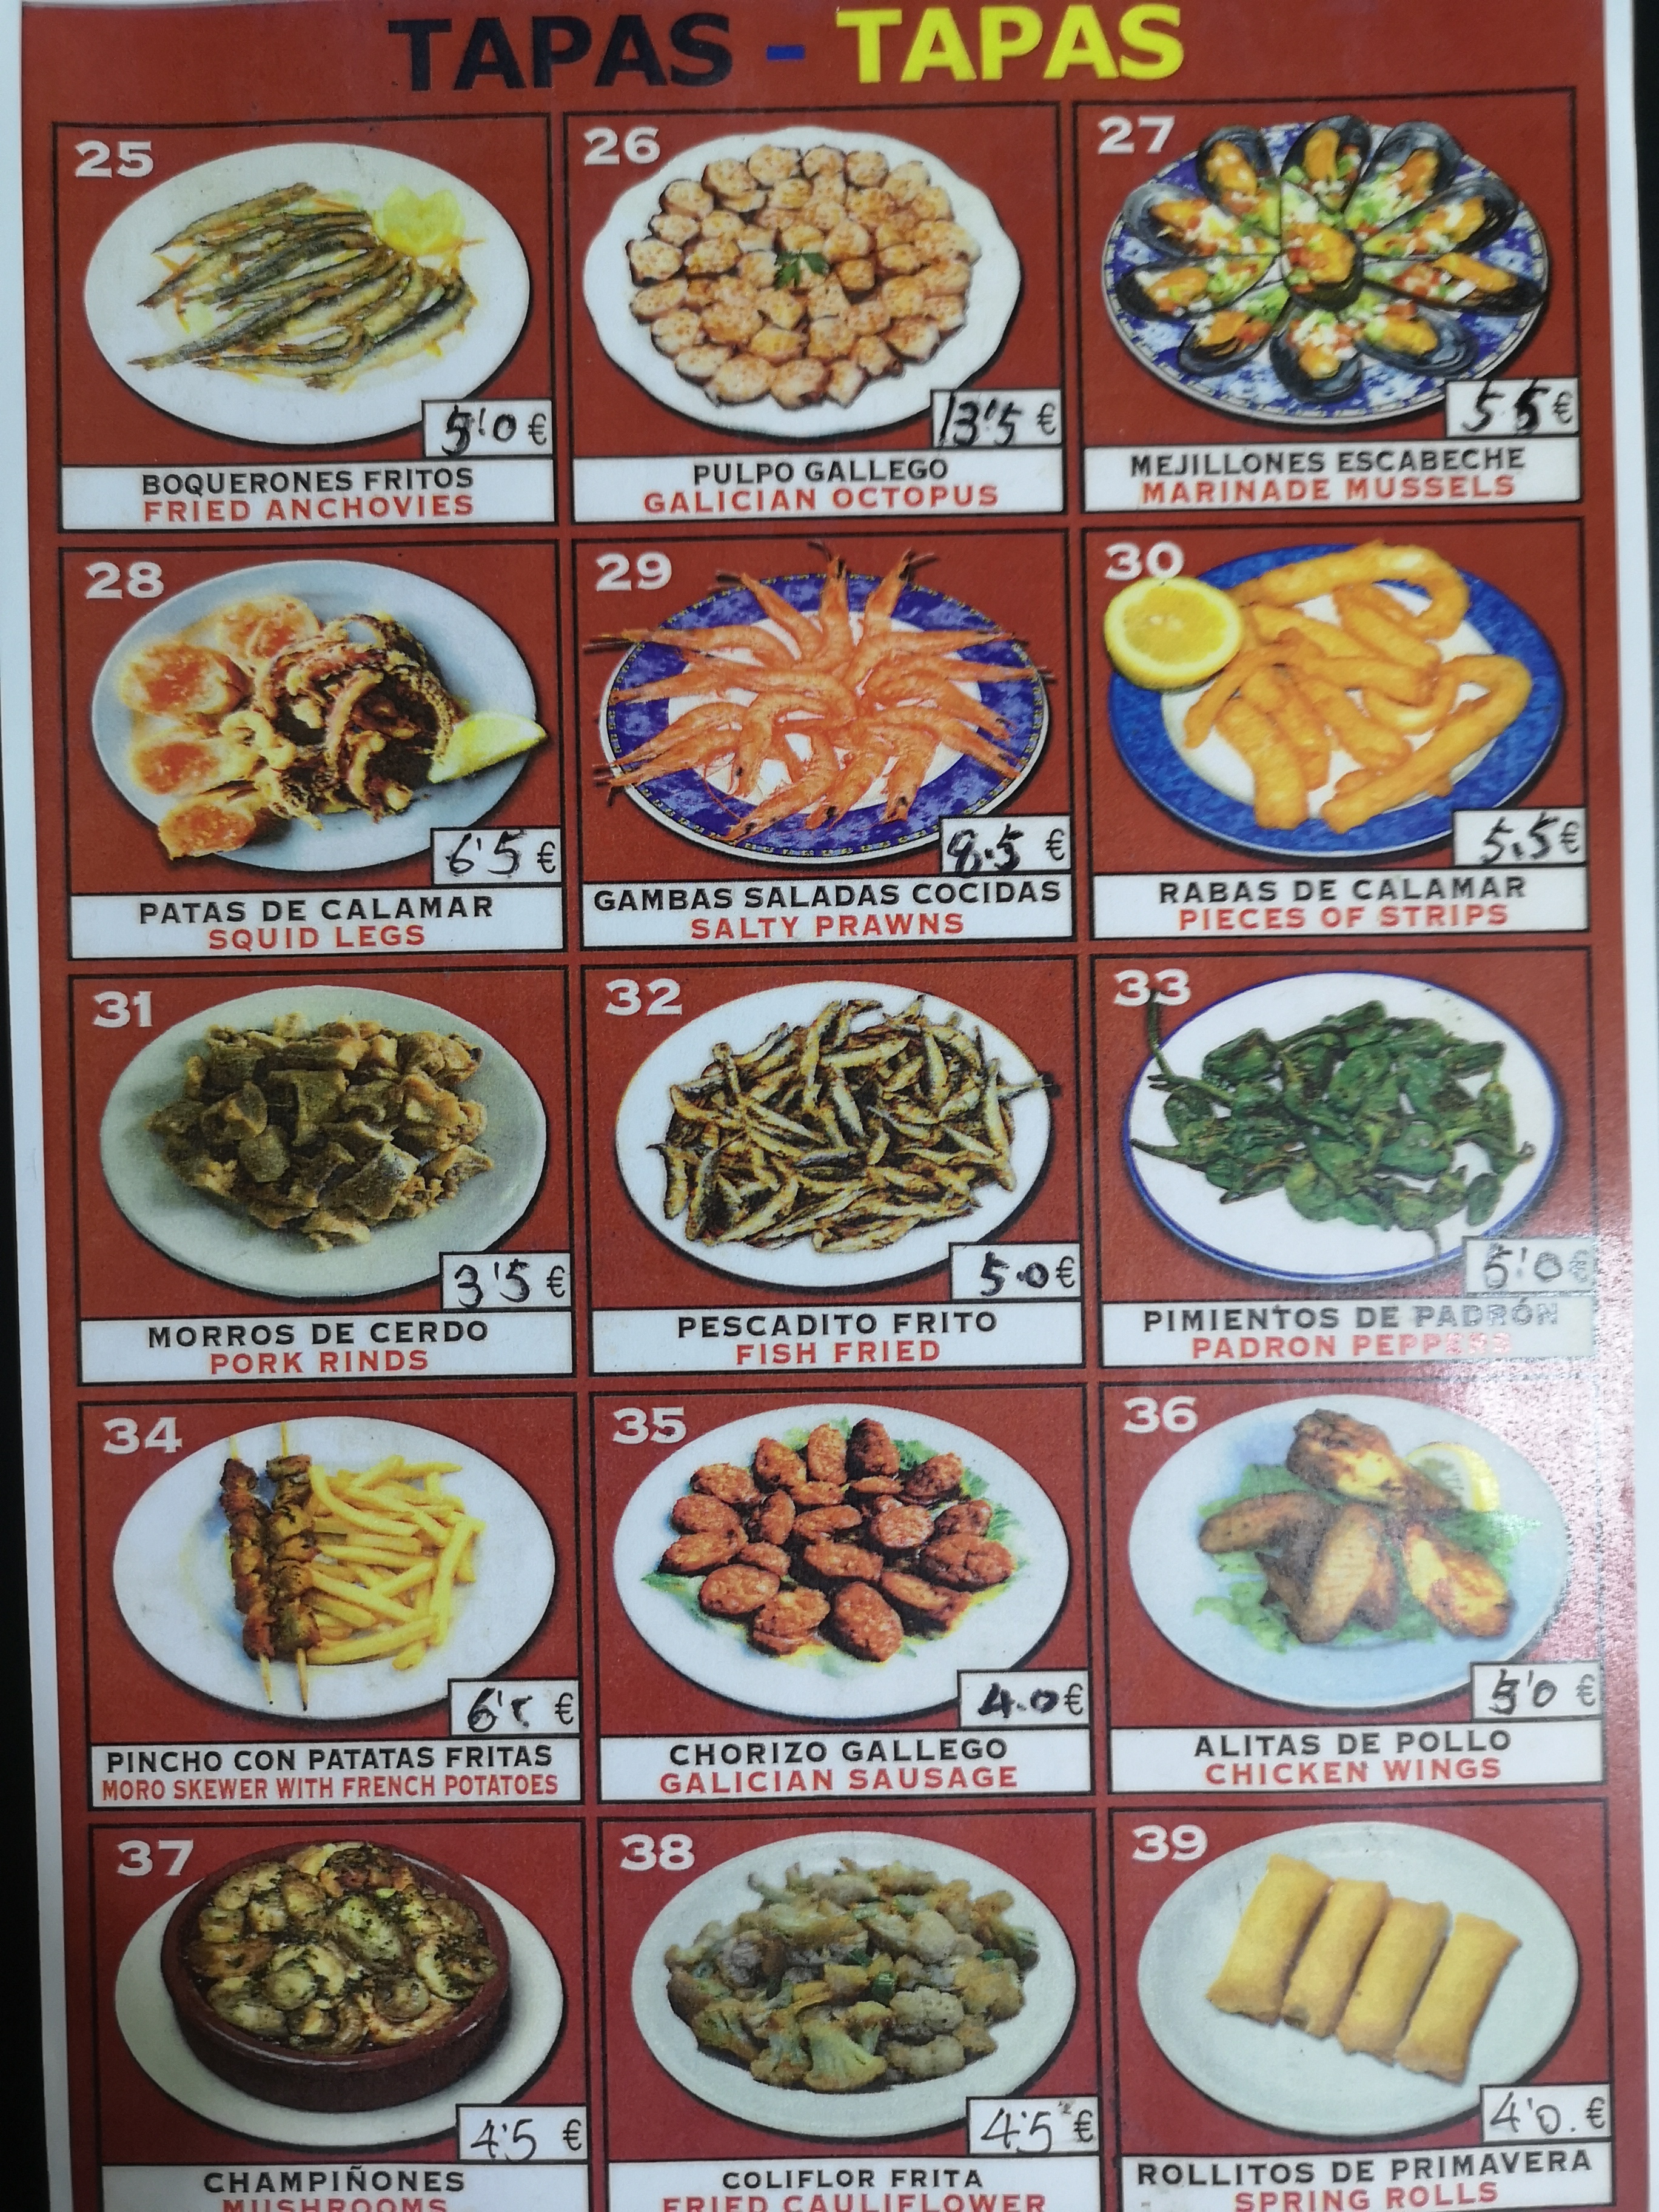 TAPAS - TAPAS
25
5'0 €
BOQUERONES FRITOS
FRIED ANCHOVIES
26
13'5 €
PULPO GALLEGO
GALICIAN OCTOPUS
27
5 5 €
MEJILLONES ESCABECHE
MARINADE MUSSELS
28
6'5 €
PATAS DE CALAMAR
SQUID LEGS
29
8.5 €
GAMBAS SALADAS COCIDAS
SALTY PRAWNS
30
5.5 €
RABAS DE CALAMAR
PIECES OF STRIPS
31
3'5 €
MORROS DE CERDO
PORK RINDS
32
5.0 €
PESCADITO FRITO
FISH FRIED
33
5'0 €
PIMIENTOS DE PADRÓN
PADRON PEPPERS
34
€
PINCHO CON PATATAS FRITAS
MORO SKEWER WITH FRENCH POTATOES
35
4.0 €
CHORIZO GALLEGO
GALICIAN SAUSAGE
36
5'0 €
ALITAS DE POLLO
CHICKEN WINGS
37
4'5 €
CHAMPIÑONES
MUSHROOMS
38
4'5 €
COLIFLOR FRITA
FRIED CAULIFLOWER
39
4'0. €
ROLLITOS DE PRIMAVERA
SPRING ROLLS